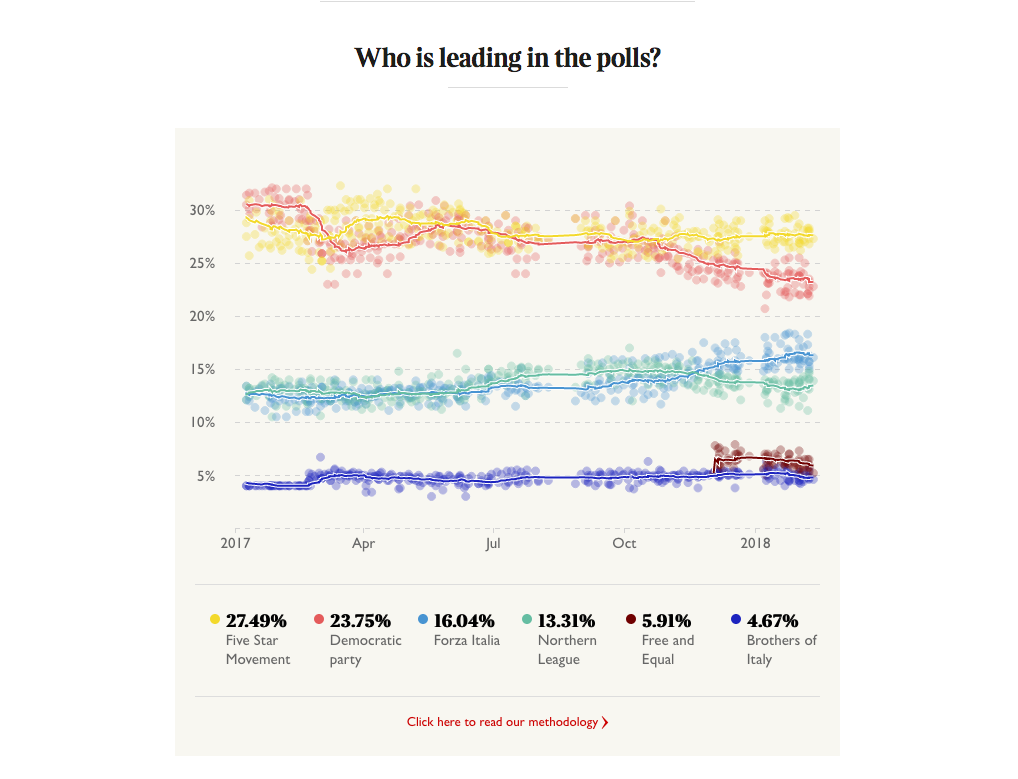 Who is leading in the polls?
30%
25%
20%
15%
10%
5%
2017 Apr Jul Oct 2018
27.49% 23.75% 16.04% 13.31% 5.91% 4.67%
Five Star Democratic Forza Italia Northern Free and Brothers of
Movement party League Equal Italy
Click here to read our methodology